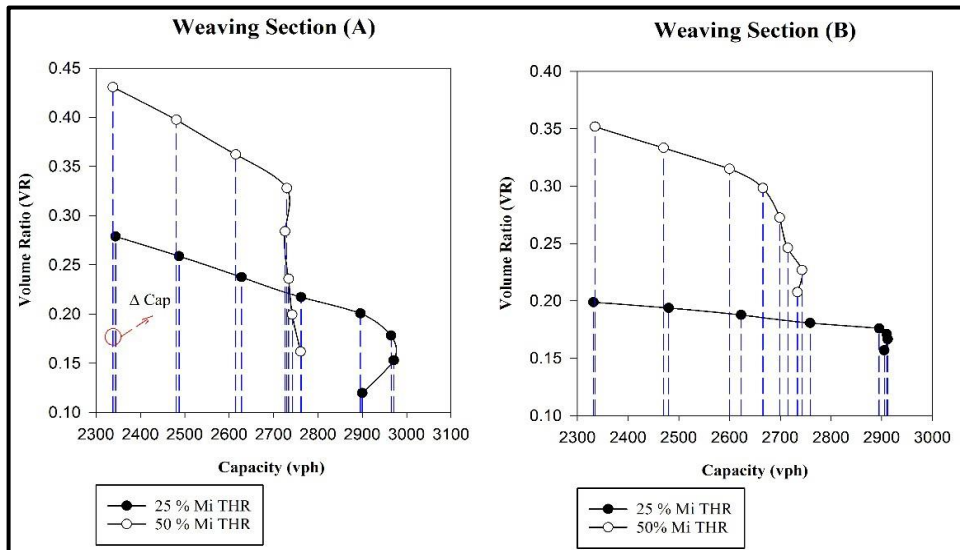 Weaving Section (A)
0.45
0.40
0.35
0.30
0.25
0.20
0.15
0.10
Volume Ratio (VR)
Δ Cap
2300 2400 2500 2600 2700 2800 2900 3000 3100
Capacity (vph)
25 % Mi THR
50 % Mi THR
Weaving Section (B)
0.40
0.35
0.30
0.25
0.20
0.15
0.10
Volume Ratio (VR)
2300 2400 2500 2600 2700 2800 2900 3000
Capacity (vph)
25 % Mi THR
50% Mi THR